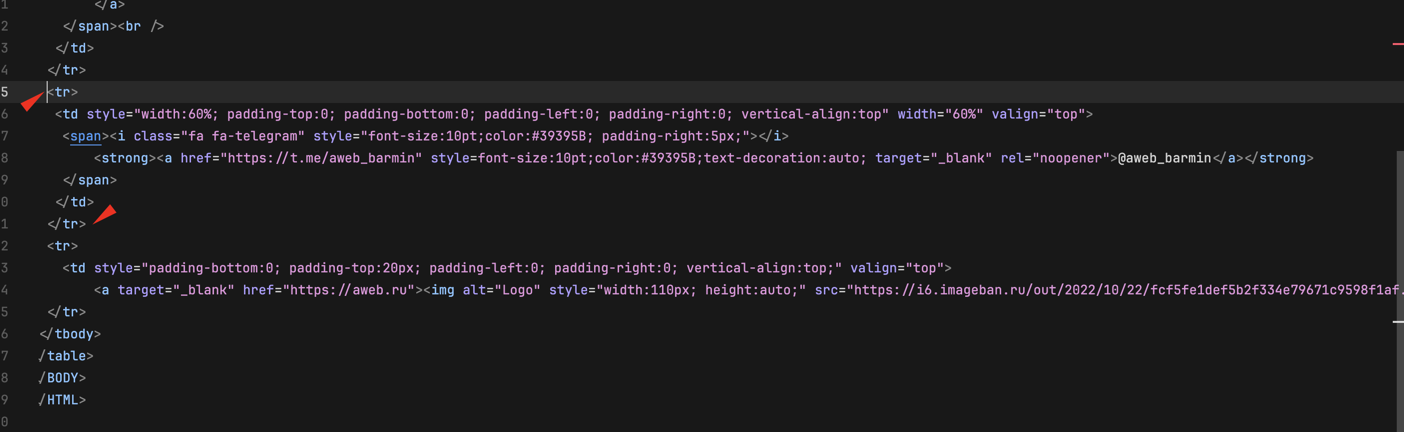 1 </a>
2 </span><br />
3 </td>
4 </tr>
5 <tr>
6 <td style="width:60%; padding-top:0; padding-bottom:0; padding-left:0; padding-right:0; vertical-align:top" width="60%" valign="top">
7 <span><i class="fa fa-telegram" style="font-size:10pt;color:#39395B; padding-right:5px;"></i>
8 <strong><a href="https://t.me/aweb_barmin" style=font-size:10pt;color:#39395B;text-decoration:auto; target="_blank" rel="noopener">@aweb_barmin</a></strong>
9 </span>
0 </td>
1 </tr>
2 <tr>
3 <td style="padding-bottom:0; padding-top:20px; padding-left:0; padding-right:0; vertical-align:top;" valign="top">
4 <a target="_blank" href="https://aweb.ru"><img alt="Logo" style="width:110px; height:auto;" src="https://i6.imageban.ru/out/2022/10/22/fcf5fe1def5b2f334e79671c9598f1af.
5 </tr>
6 </tbody>
7 /table>
8 /BODY>
9 /HTML>
0